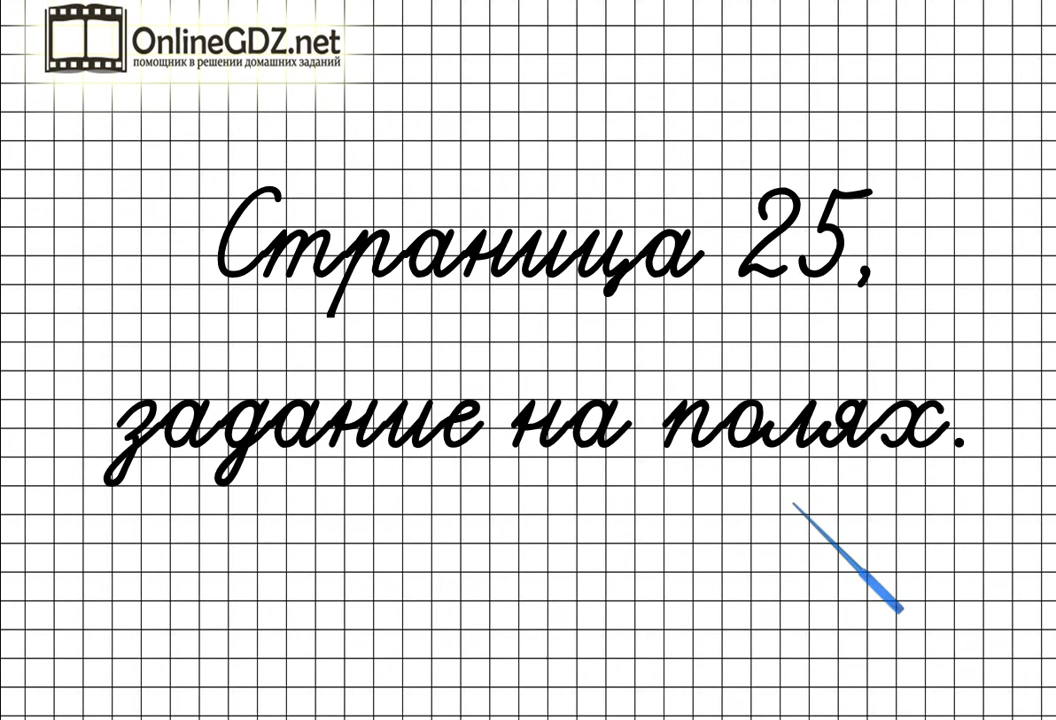 OnlineGDZ.net
помощник в решении домашних заданий
Страница 25,
задание на полях.